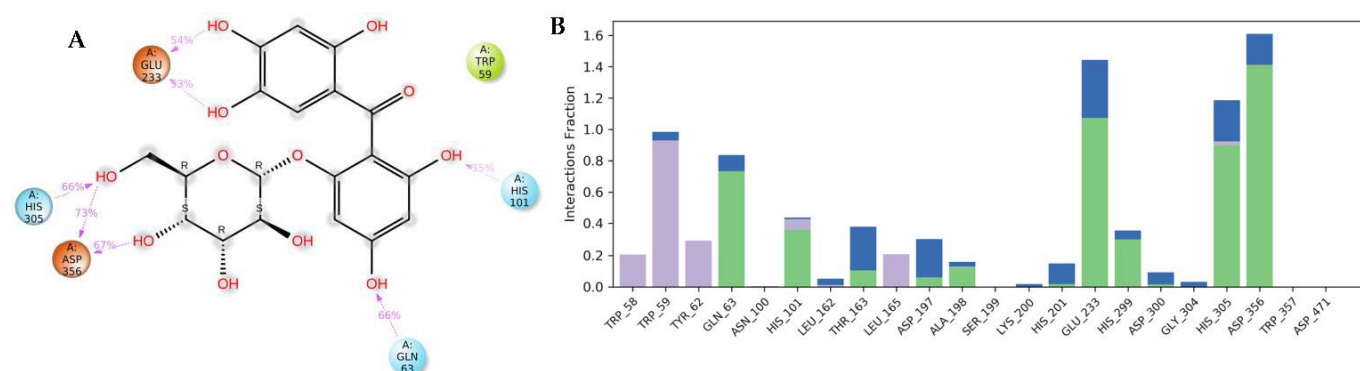 A
A:
GLU
233
54%
53%
HO
HO
OH
O
A:
TRP
59
OH
35%
A:
HIS
101
O
R
R
O
S
S
R
HO
66%
A:
HIS
305
73%
67%
HO
A:
ASP
356
OH
OH
OH
66%
A:
GLN
63
B
Interactions Fraction
1.6
1.4
1.2
1.0
0.8
0.6
0.4
0.2
0.0
TRP_58
TRP_59
TYR_62
GLN_63
ASN_100
HIS_101
LEU_162
THR_163
LEU_165
ASP_197
ALA_198
SER_199
LYS_200
HIS_201
GLU_233
HIS_299
ASP_300
GLY_304
HIS_305
ASP_356
TRP_357
ASP_471